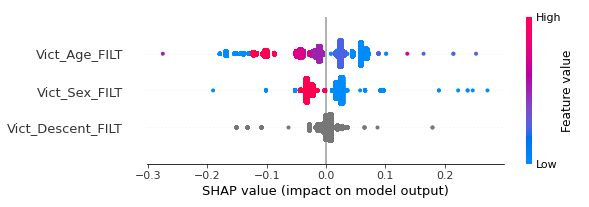 High
Vict_Age_FILT
Vict_Sex_FILT
Vict_Descent_FILT
Feature value
Low
−0.3 −0.2 −0.1 0.0 0.1 0.2
SHAP value (impact on model output)